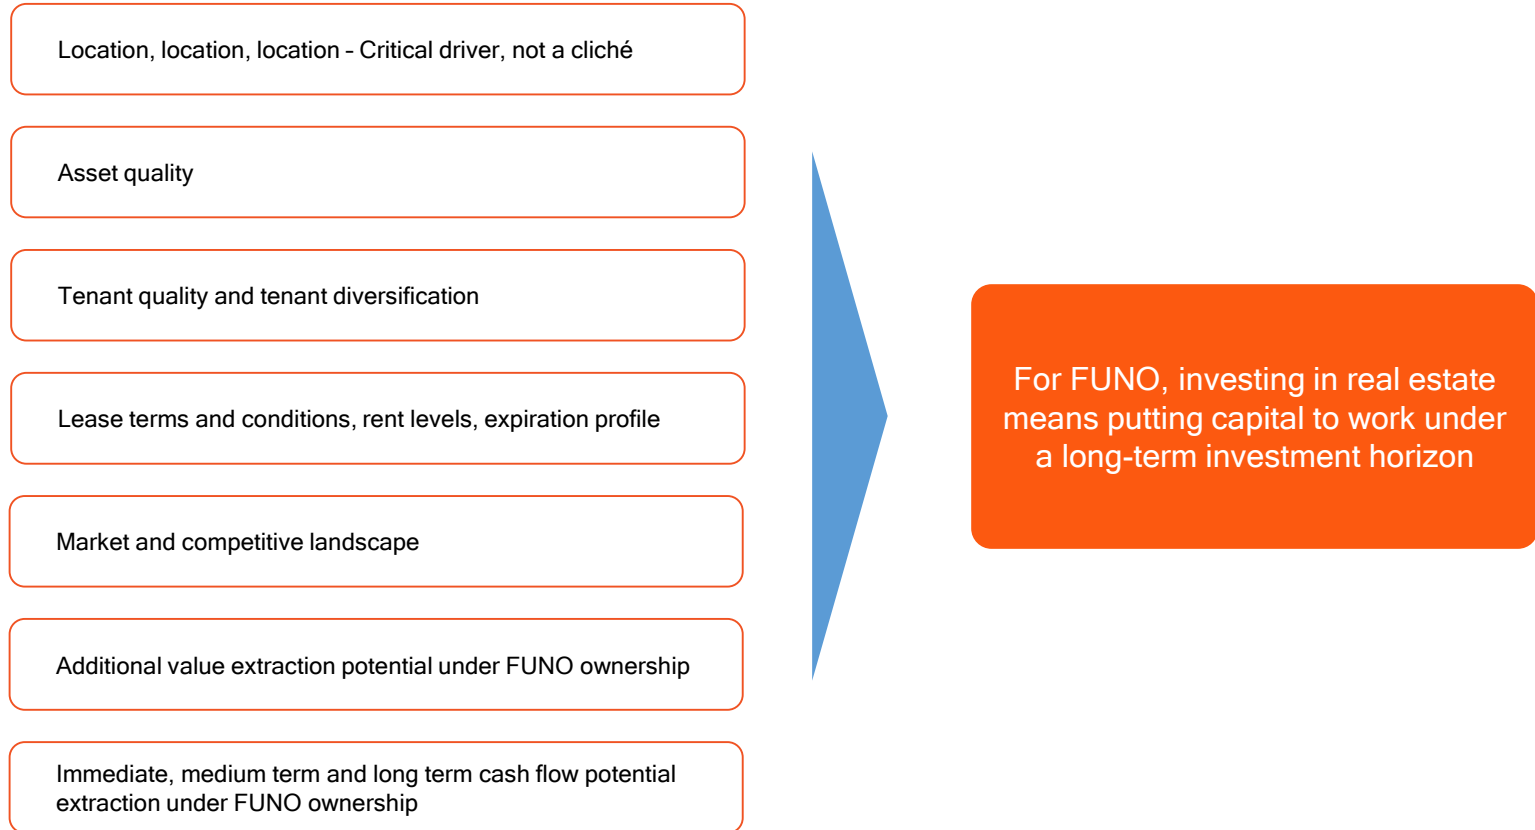 Location, location, location – Critical driver, not a cliché
Asset quality
Tenant quality and tenant diversification
Lease terms and conditions, rent levels, expiration profile
Market and competitive landscape
Additional value extraction potential under FUNO ownership
Immediate, medium term and long term cash flow potential
extraction under FUNO ownership
For FUNO, investing in real estate
means putting capital to work under
a long-term investment horizon